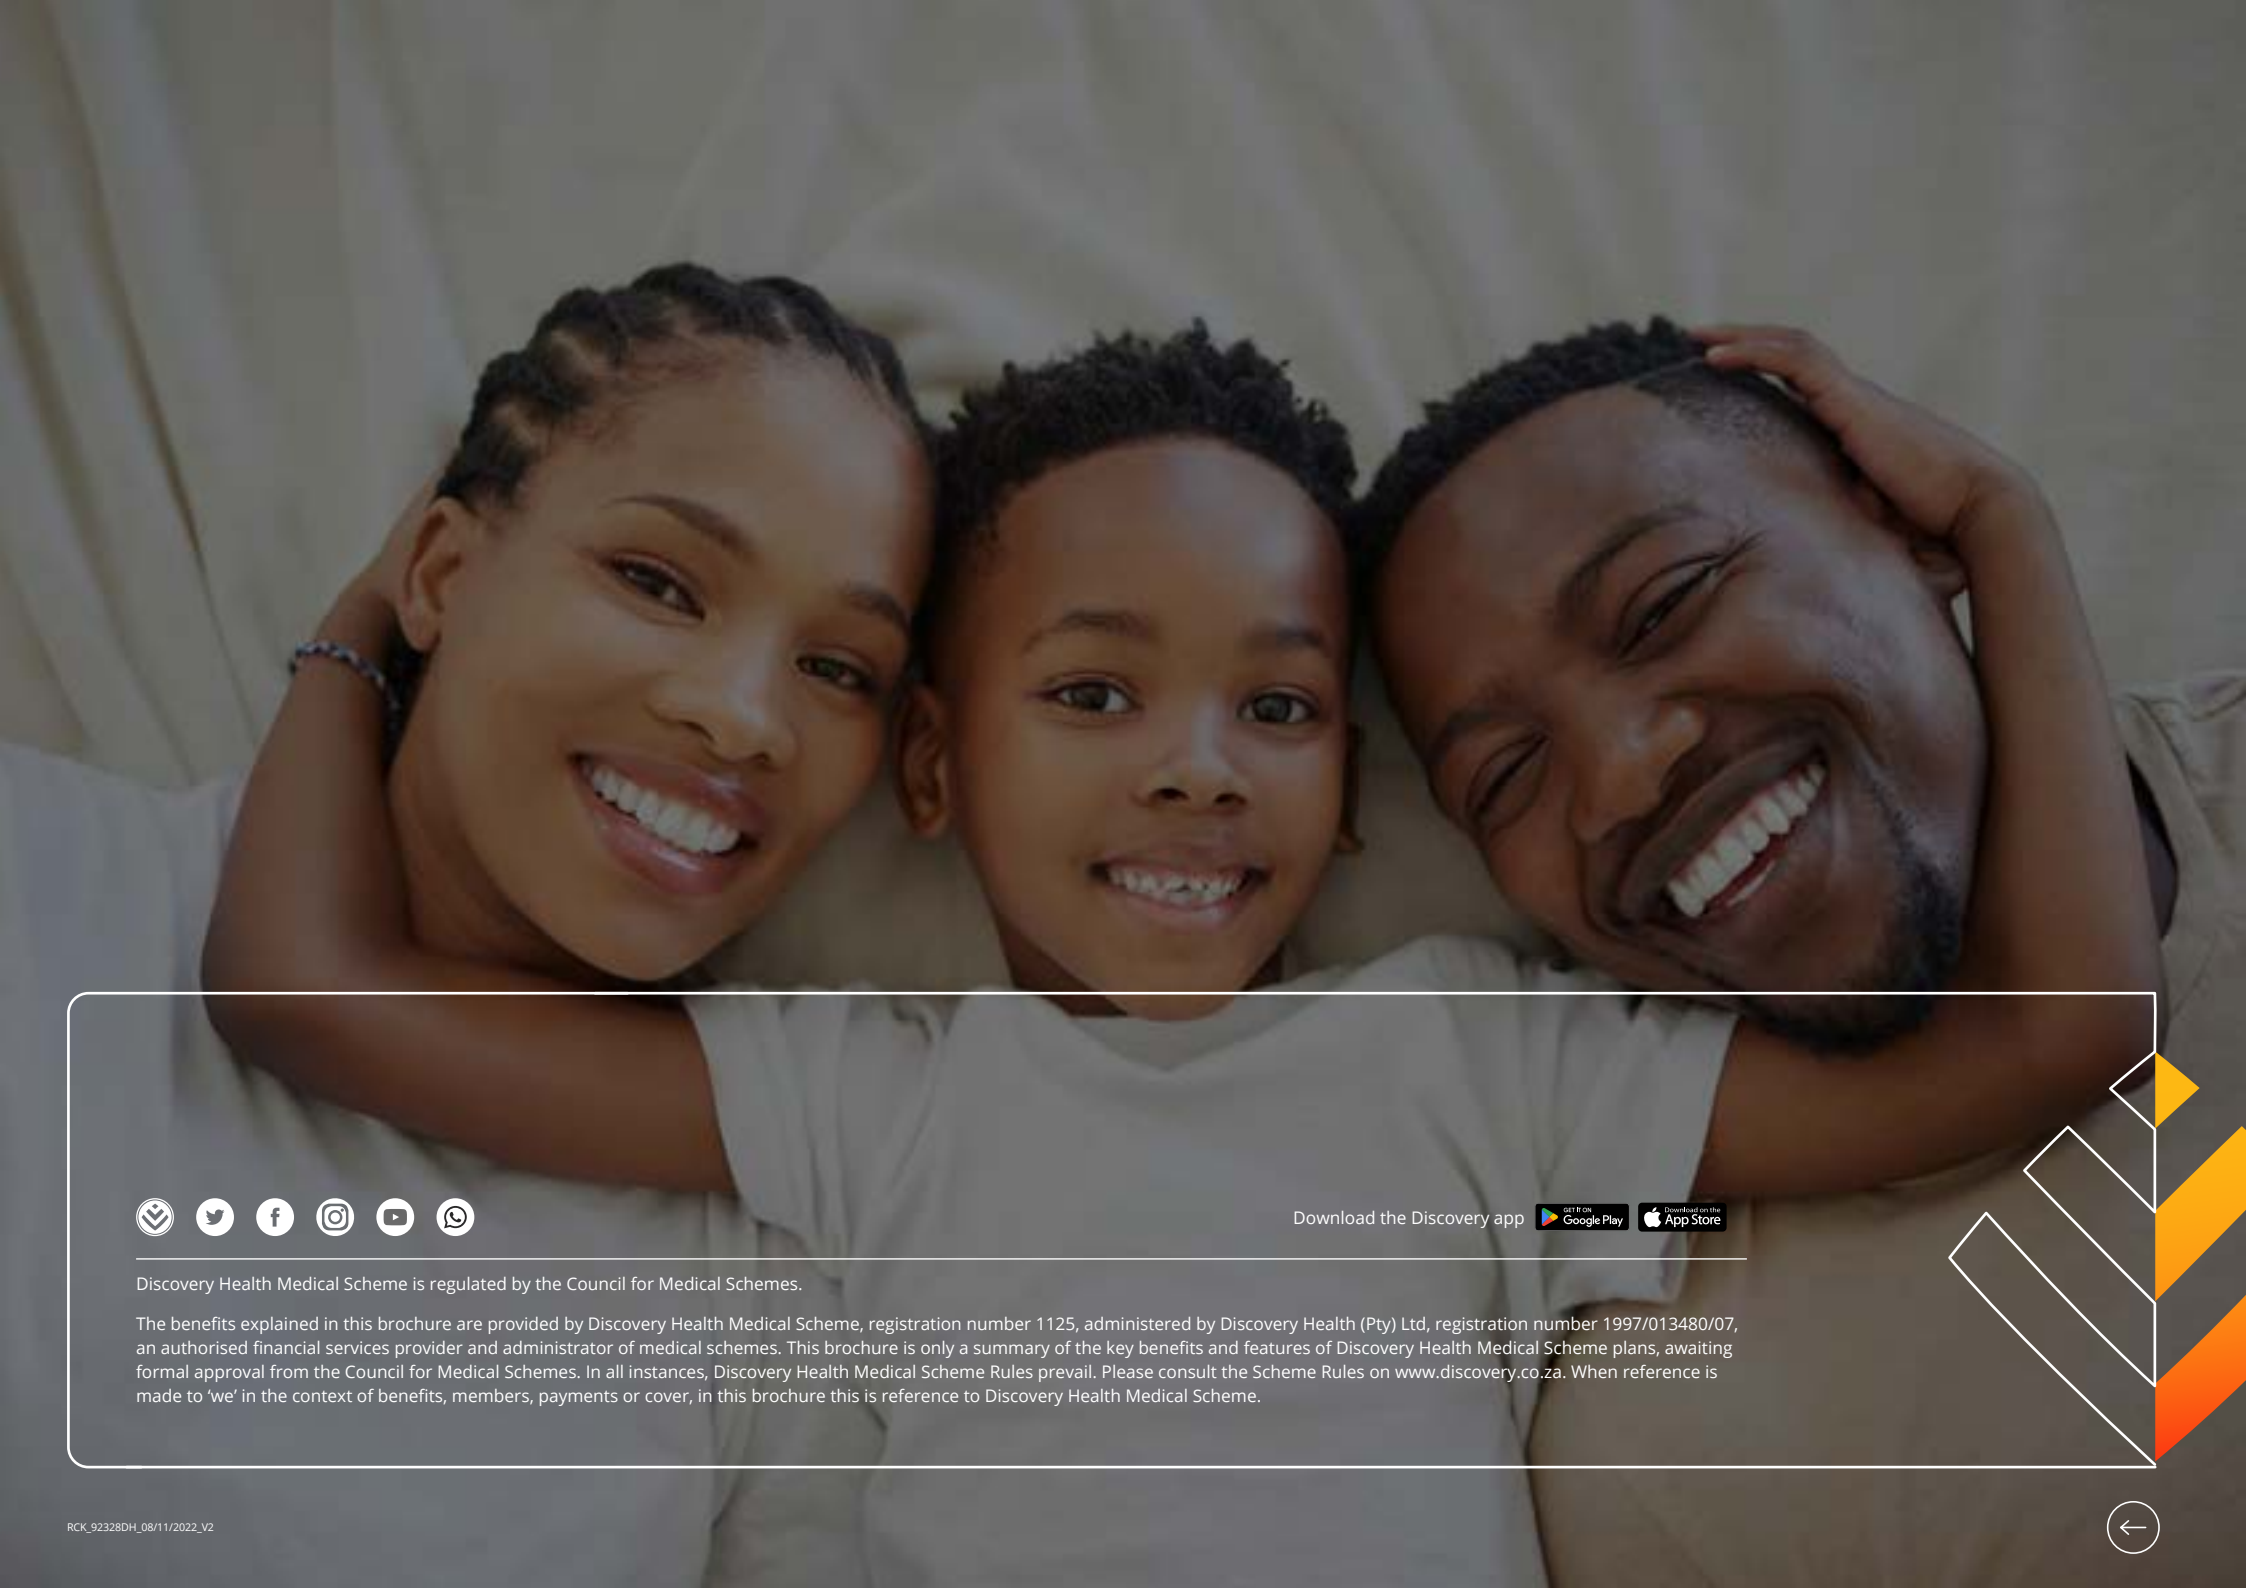 Download the Discovery app
GET IT ON
Google Play
Download on the
App Store
Discovery Health Medical Scheme is regulated by the Council for Medical Schemes.
The benefits explained in this brochure are provided by Discovery Health Medical Scheme, registration number 1125, administered by Discovery Health (Pty) Ltd, registration number 1997/013480/07,
an authorised financial services provider and administrator of medical schemes. This brochure is only a summary of the key benefits and features of Discovery Health Medical Scheme plans, awaiting
formal approval from the Council for Medical Schemes. In all instances, Discovery Health Medical Scheme Rules prevail. Please consult the Scheme Rules on www.discovery.co.za. When reference is
made to ‘we’ in the context of benefits, members, payments or cover, in this brochure this is reference to Discovery Health Medical Scheme.
RCK_92328DH_08/11/2022_V2